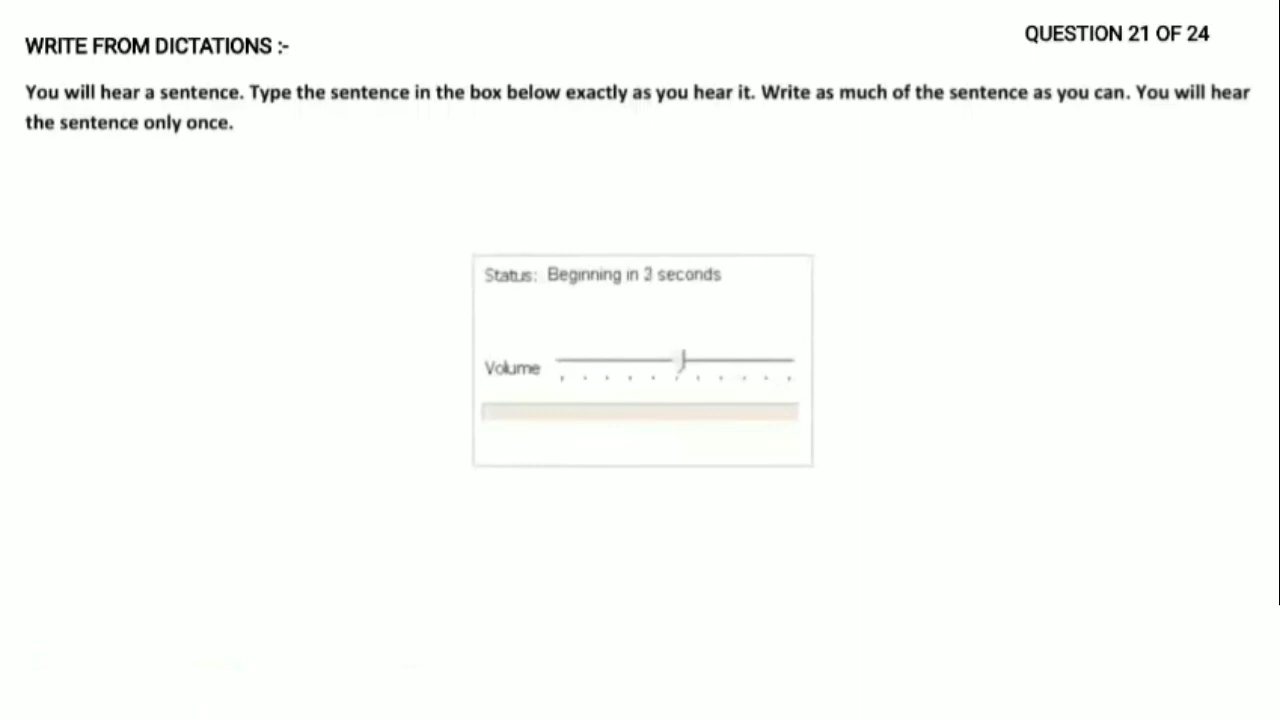 WRITE FROM DICTATIONS :-
QUESTION 21 OF 24
You will hear a sentence. Type the sentence in the box below exactly as you hear it. Write as much of the sentence as you can. You will hear
the sentence only once.
Status: Beginning in 3 seconds
Volume